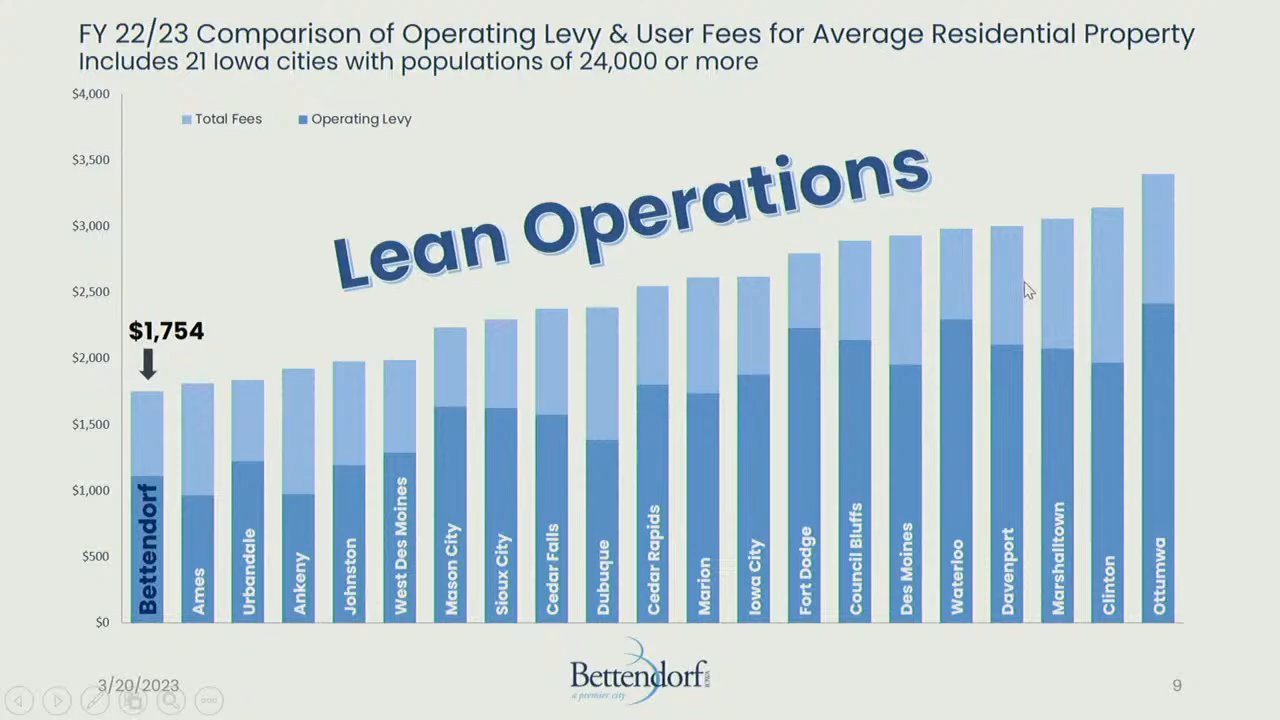 FY 22/23 Comparison of Operating Levy & User Fees for Average Residential Property
Includes 21 Iowa cities with populations of 24,000 or more
$4,000
$3,500
$3,000
$2,500
$2,000
$1,500
$1,000
$500
$0
Total Fees
Operating Levy
Lean Operations
$1,754
Bettendorf
Ames
Urbandale
Ankeny
Johnston
West Des Moines
Mason City
Sioux City
Cedar Falls
Dubuque
Cedar Rapids
Marion
Iowa City
Fort Dodge
Council Bluffs
Des Moines
Waterloo
Davenport
Marshalltown
Clinton
Ottumwa
3/20/2023
Bettendorf
IOWA
a premier city
9